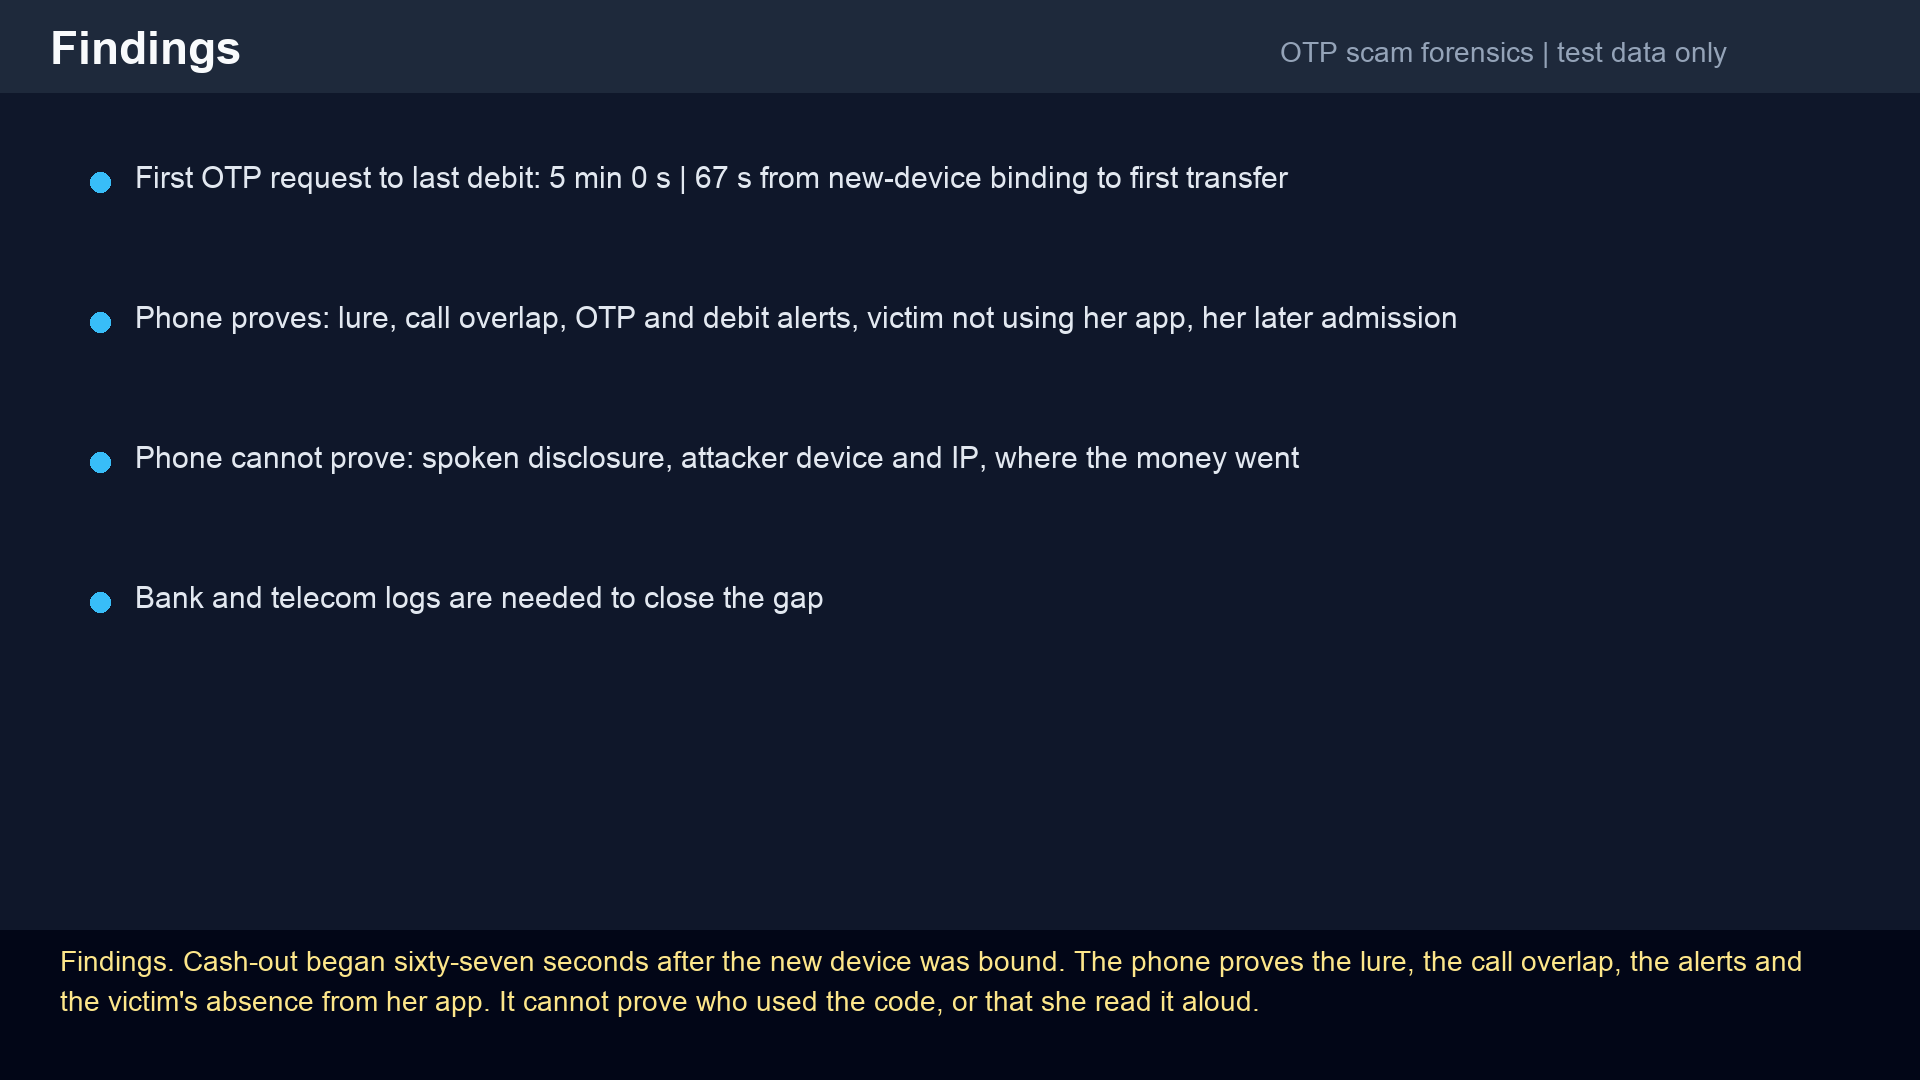 Findings
OTP scam forensics | test data only
First OTP request to last debit: 5 min 0 s | 67 s from new-device binding to first transfer
Phone proves: lure, call overlap, OTP and debit alerts, victim not using her app, her later admission
Phone cannot prove: spoken disclosure, attacker device and IP, where the money went
Bank and telecom logs are needed to close the gap
Findings. Cash-out began sixty-seven seconds after the new device was bound. The phone proves the lure, the call overlap, the alerts and
the victim's absence from her app. It cannot prove who used the code, or that she read it aloud.